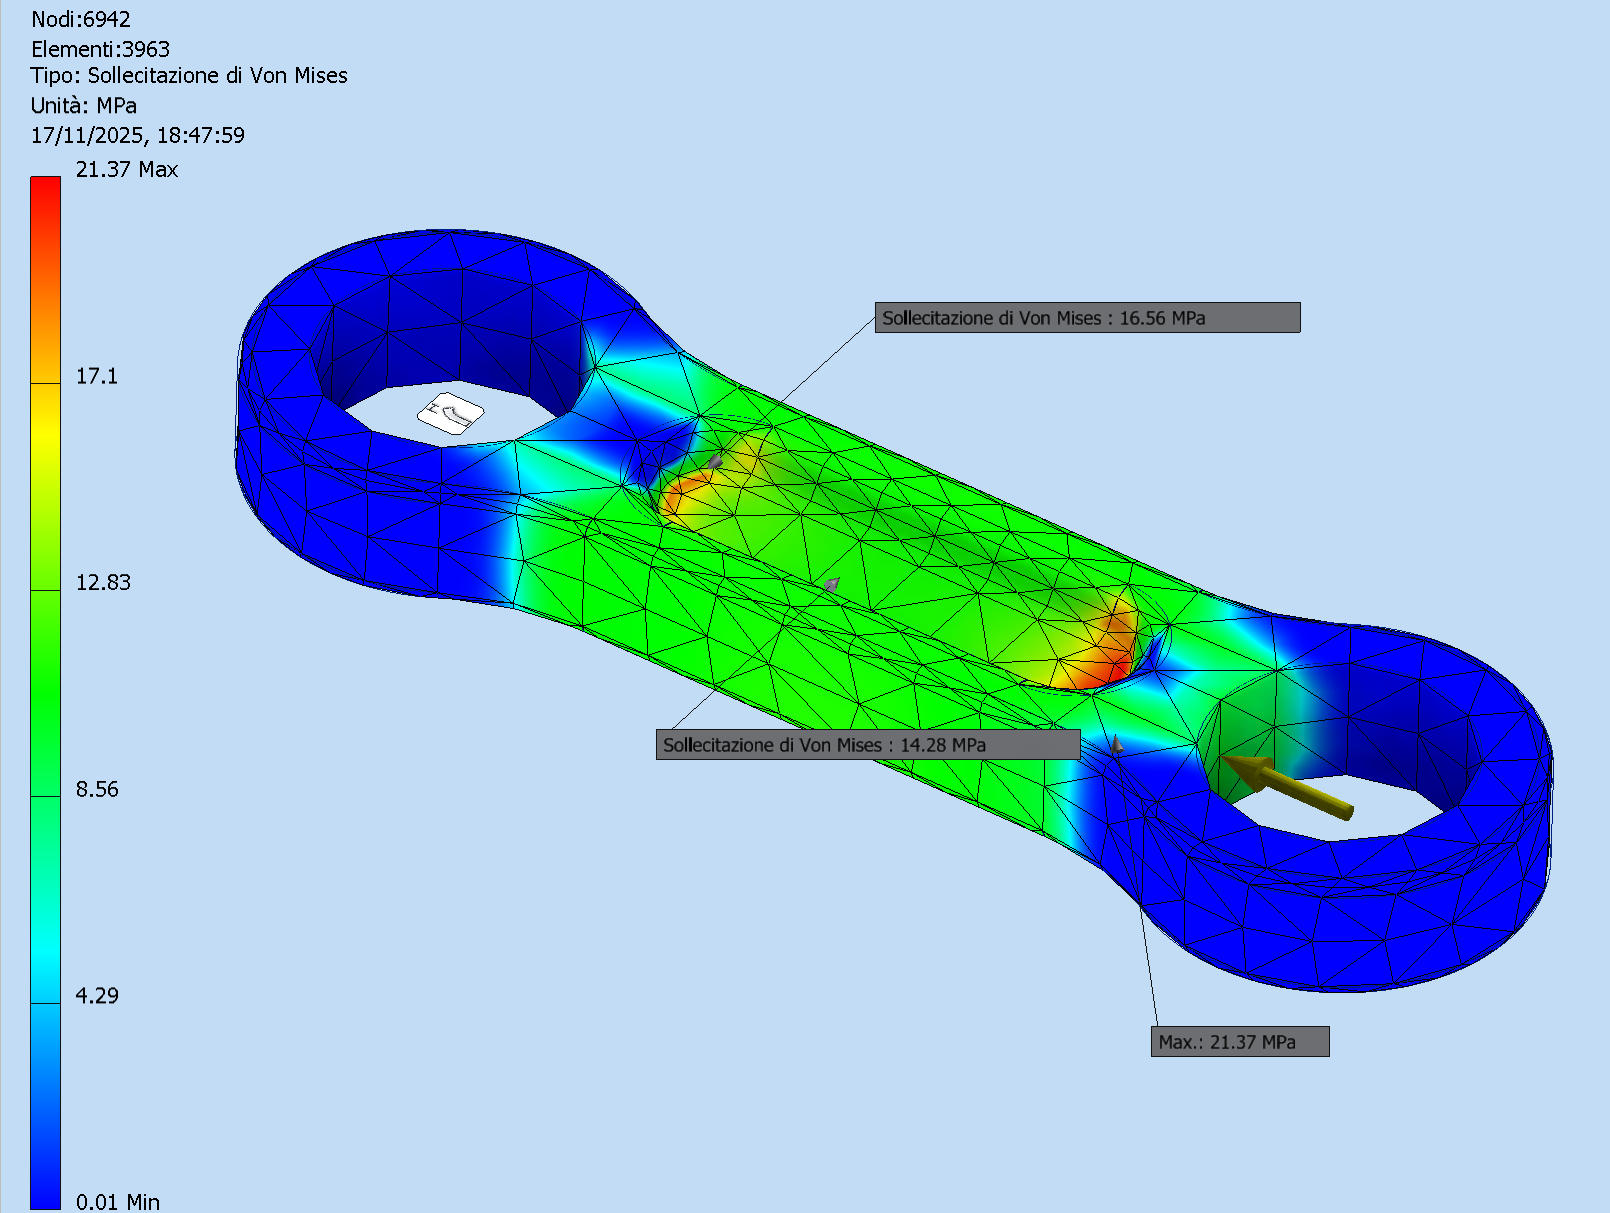 Nodi:6942
Elementi:3963
Tipo: Sollecitazione di Von Mises
Unità: MPa
17/11/2025, 18:47:59
21.37 Max
17.1
12.83
8.56
4.29
0.01 Min
Sollecitazione di Von Mises : 16.56 MPa
Sollecitazione di Von Mises : 14.28 MPa
Max.: 21.37 MPa